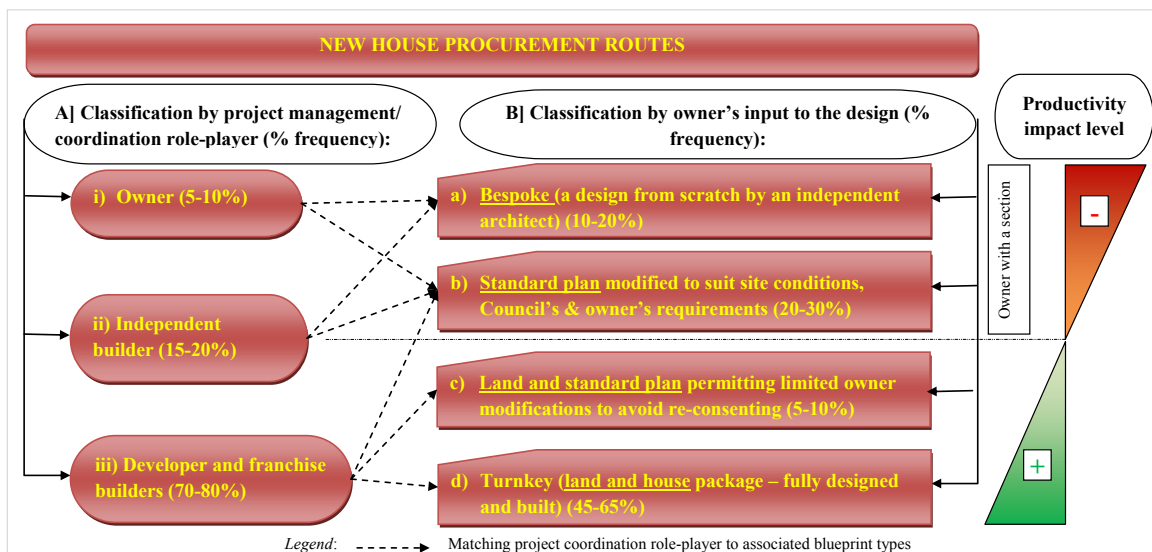 NEW HOUSE PROCUREMENT ROUTES
A] Classification by project management/
coordination role-player (% frequency):
B] Classification by owner's input to the design (%
frequency):
Productivity
impact level
i) Owner (5-10%)
ii) Independent
builder (15-20%)
iii) Developer and franchise
builders (70-80%)
a) Bespoke (a design from scratch by an independent
architect) (10-20%)
b) Standard plan modified to suit site conditions,
Council's & owner's requirements (20-30%)
c) Land and standard plan permitting limited owner
modifications to avoid re-consenting (5-10%)
d) Turnkey (land and house package – fully designed
and built) (45-65%)
Owner with a section
-
+
Legend: Matching project coordination role-player to associated blueprint types